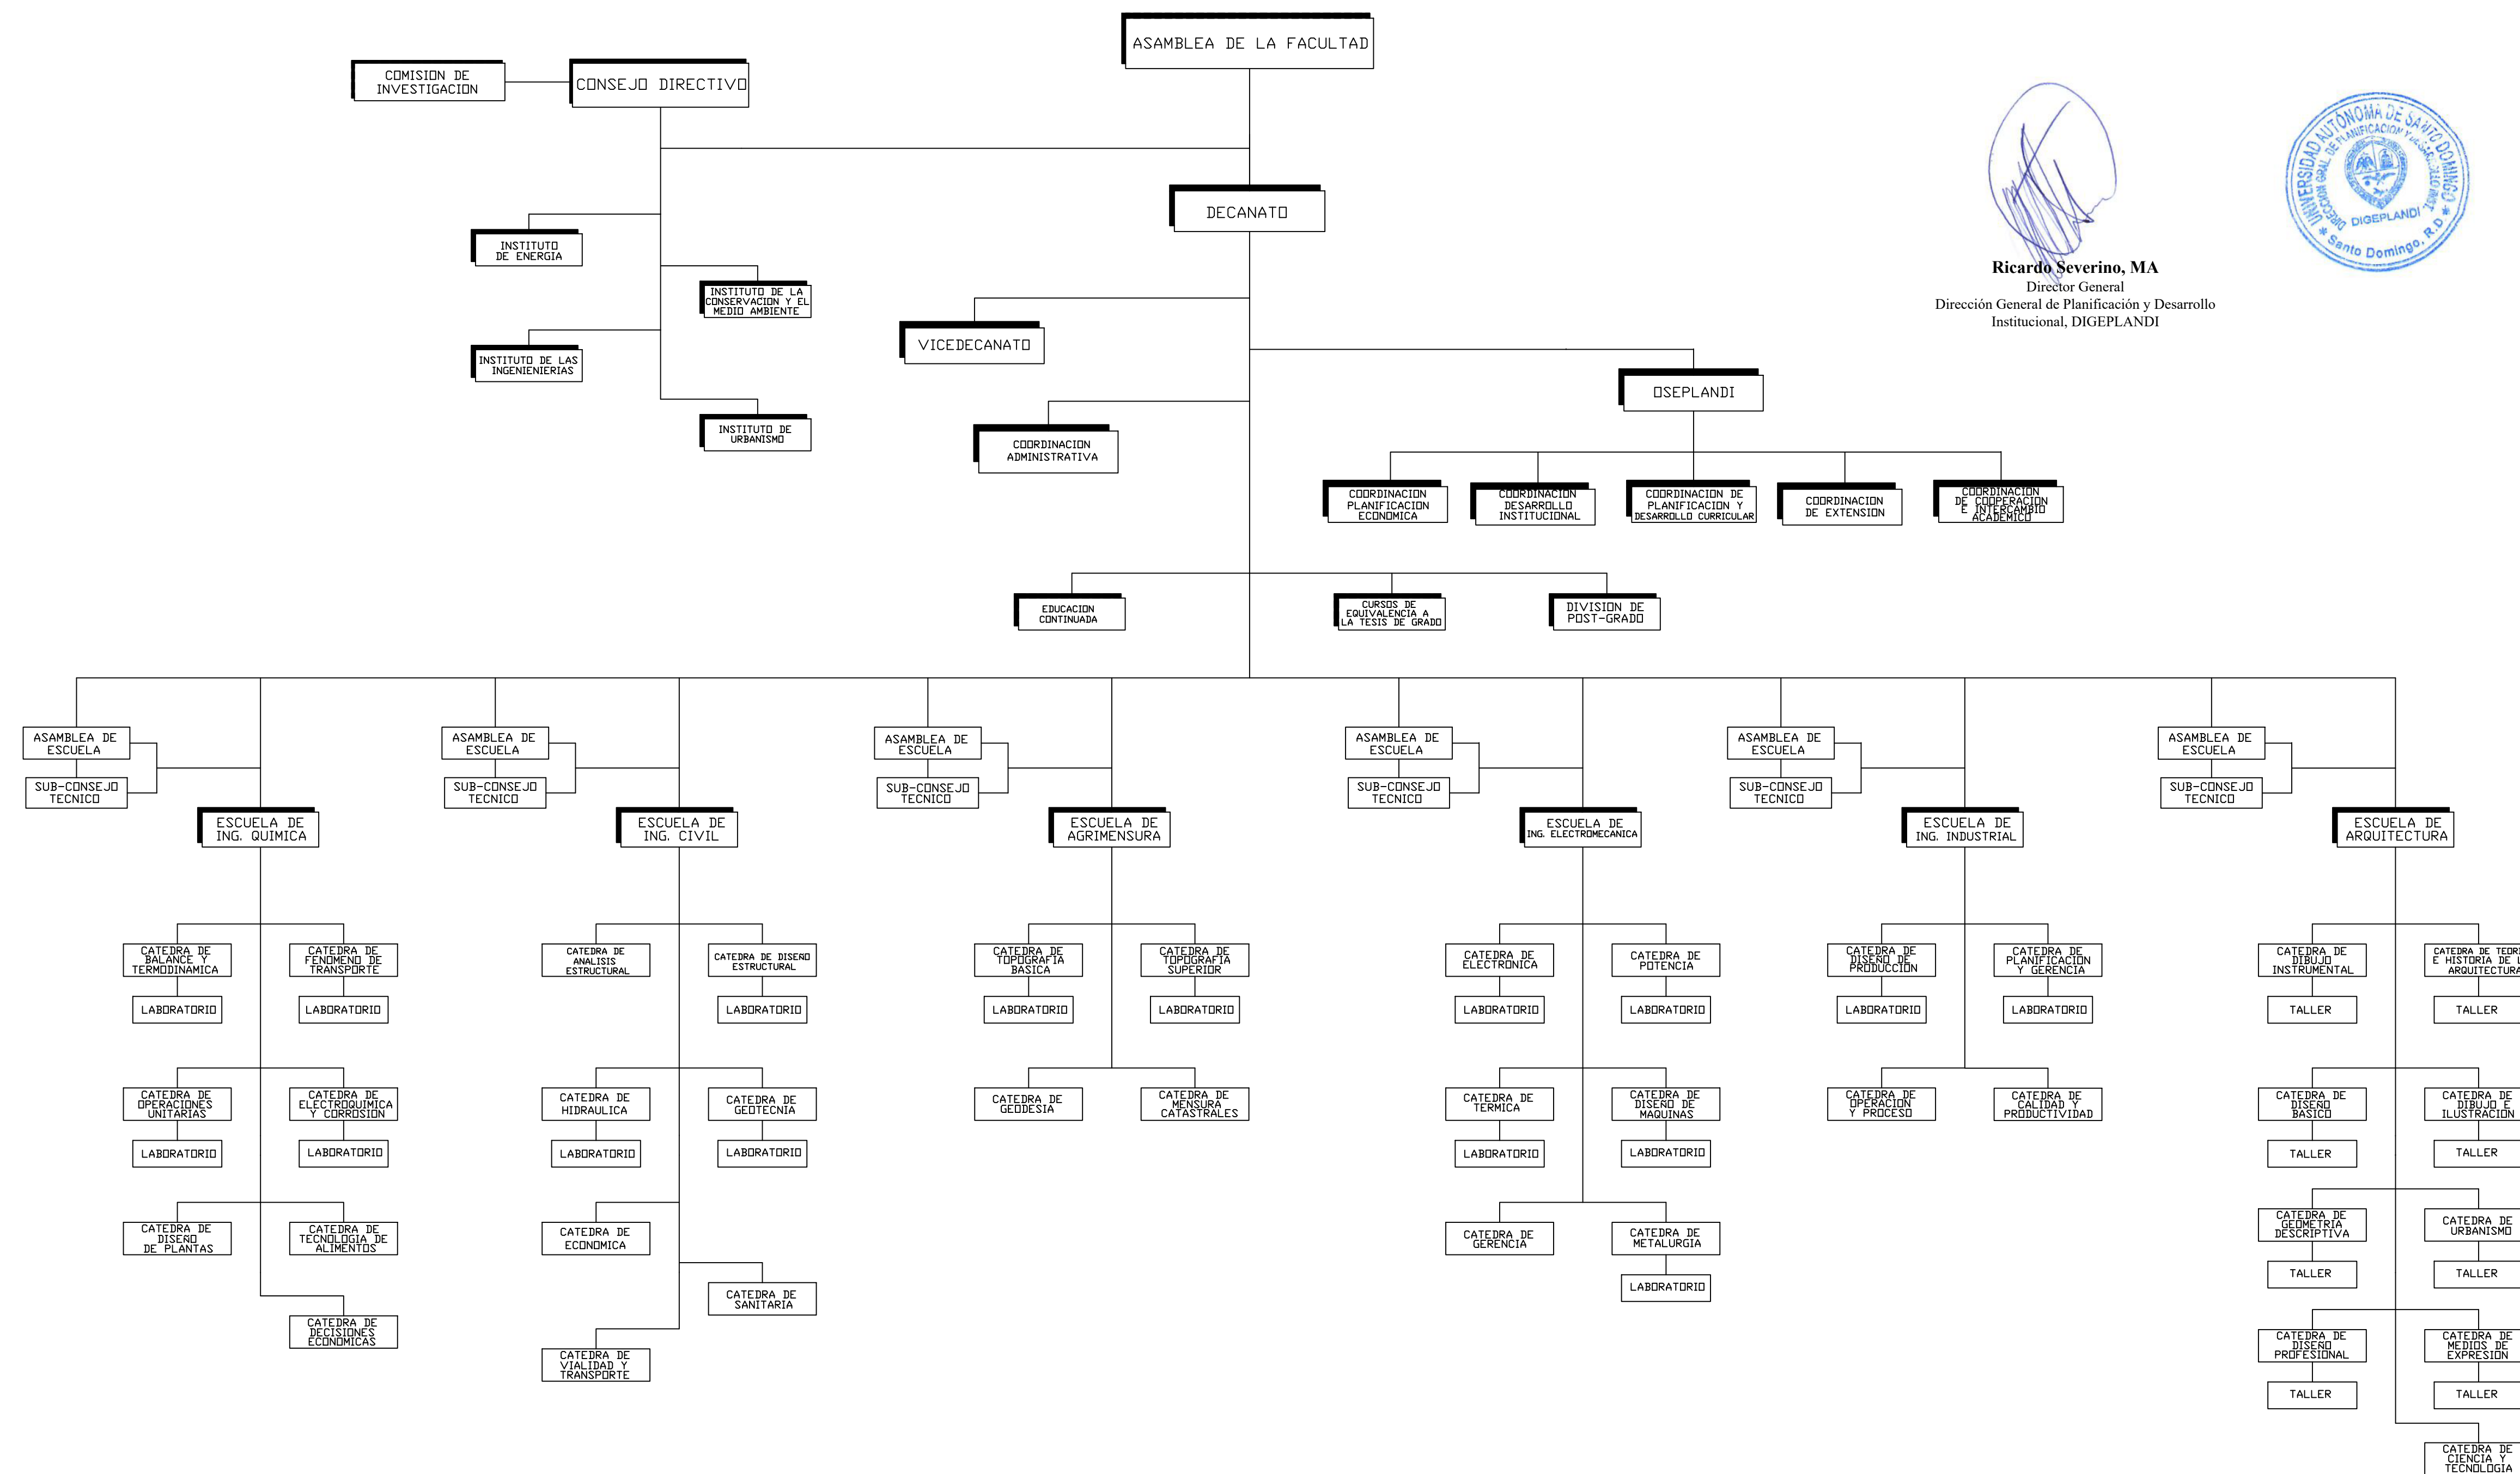 ASAMBLEA DE LA FACULTAD
COMISION DE
INVESTIGACION
CONSEJO DIRECTIVO
DECANATO
UNIVERSIDAD AUTÓNOMA DE SANTO DOMINGO
DIRECCION GRAL. DE PLANIFICACION Y DESARROLLO INST.
DIGEPLANDI
Santo Domingo, R.D
Ricardo Severino, MA
Director General
Dirección General de Planificación y Desarrollo
Institucional, DIGEPLANDI
INSTITUTO
DE ENERGIA
INSTITUTO DE LA
CONSERVACION Y EL
MEDIO AMBIENTE
INSTITUTO DE LAS
INGENIENIERIAS
INSTITUTO DE
URBANISMO
VICEDECANATO
OSEPLANDI
COORDINACION
ADMINISTRATIVA
COORDINACION
PLANIFICACION
ECONOMICA
COORDINACION
DESARROLLO
INSTITUCIONAL
COORDINACION DE
PLANIFICACION Y
DESARROLLO CURRICULAR
COORDINACION
DE EXTENSION
COORDINACION
DE COOPERACION
E INTERCAMBIO
ACADEMICO
EDUCACION
CONTINUADA
CURSOS DE
EQUIVALENCIA A
LA TESIS DE GRADO
DIVISION DE
POST-GRADO
ASAMBLEA DE
ESCUELA
SUB-CONSEJO
TECNICO
ESCUELA DE
ING. QUIMICA
ASAMBLEA DE
ESCUELA
SUB-CONSEJO
TECNICO
ESCUELA DE
ING. CIVIL
ASAMBLEA DE
ESCUELA
SUB-CONSEJO
TECNICO
ESCUELA DE
AGRIMENSURA
ASAMBLEA DE
ESCUELA
SUB-CONSEJO
TECNICO
ESCUELA DE
ING. ELECTROMECANICA
ASAMBLEA DE
ESCUELA
SUB-CONSEJO
TECNICO
ESCUELA DE
ING. INDUSTRIAL
ASAMBLEA DE
ESCUELA
SUB-CONSEJO
TECNICO
ESCUELA DE
ARQUITECTURA
CATEDRA DE
BALANCE Y
TERMODINAMICA
LABORATORIO
CATEDRA DE
FENOMENO DE
TRANSPORTE
LABORATORIO
CATEDRA DE
OPERACIONES
UNITARIAS
LABORATORIO
CATEDRA DE
ELECTROQUIMICA
Y CORROSION
LABORATORIO
CATEDRA DE
DISEÑO
DE PLANTAS
CATEDRA DE
TECNOLOGIA DE
ALIMENTOS
CATEDRA DE
DECISIONES
ECONOMICAS
CATEDRA DE
ANALISIS
ESTRUCTURAL
CATEDRA DE DISEÑO
ESTRUCTURAL
LABORATORIO
CATEDRA DE
HIDRAULICA
LABORATORIO
CATEDRA DE
GEOTECNIA
LABORATORIO
CATEDRA DE
ECONOMICA
CATEDRA DE
SANITARIA
CATEDRA DE
VIALIDAD Y
TRANSPORTE
CATEDRA DE
TOPOGRAFIA
BASICA
LABORATORIO
CATEDRA DE
TOPOGRAFIA
SUPERIOR
LABORATORIO
CATEDRA DE
GEODESIA
CATEDRA DE
MENSURA
CATASTRALES
CATEDRA DE
ELECTRONICA
LABORATORIO
CATEDRA DE
POTENCIA
LABORATORIO
CATEDRA DE
TERMICA
LABORATORIO
CATEDRA DE
DISEÑO DE
MAQUINAS
LABORATORIO
CATEDRA DE
GERENCIA
CATEDRA DE
METALURGIA
LABORATORIO
CATEDRA DE
DISEÑO DE
PRODUCCION
LABORATORIO
CATEDRA DE
PLANIFICACION
Y GERENCIA
LABORATORIO
CATEDRA DE
OPERACION
Y PROCESO
CATEDRA DE
CALIDAD Y
PRODUCTIVIDAD
CATEDRA DE
DIBUJO
INSTRUMENTAL
TALLER
CATEDRA DE
E HISTORIA DE
ARQUITECTURA
TALLER
CATEDRA DE
DISEÑO
BASICO
TALLER
CATEDRA DE
DIBUJO E
ILUSTRACION
TALLER
CATEDRA DE
GEOMETRIA
DESCRIPTIVA
TALLER
CATEDRA DE
URBANISMO
TALLER
CATEDRA DE
DISEÑO
PROFESIONAL
TALLER
CATEDRA DE
MEDIOS DE
EXPRESION
TALLER
CATEDRA DE
CIENCIA Y
TECNOLOGIA